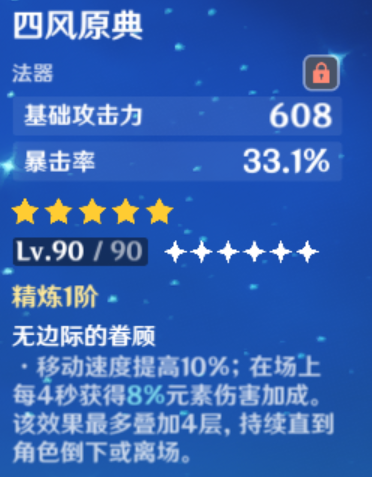 四风原典
法器
基础攻击力 608
暴击率 33.1%
Lv.90 / 90
精炼1阶
无边际的眷顾
·移动速度提高10%；在场上
每4秒获得8%元素伤害加成。
该效果最多叠加4层，持续直到
角色倒下或离场。